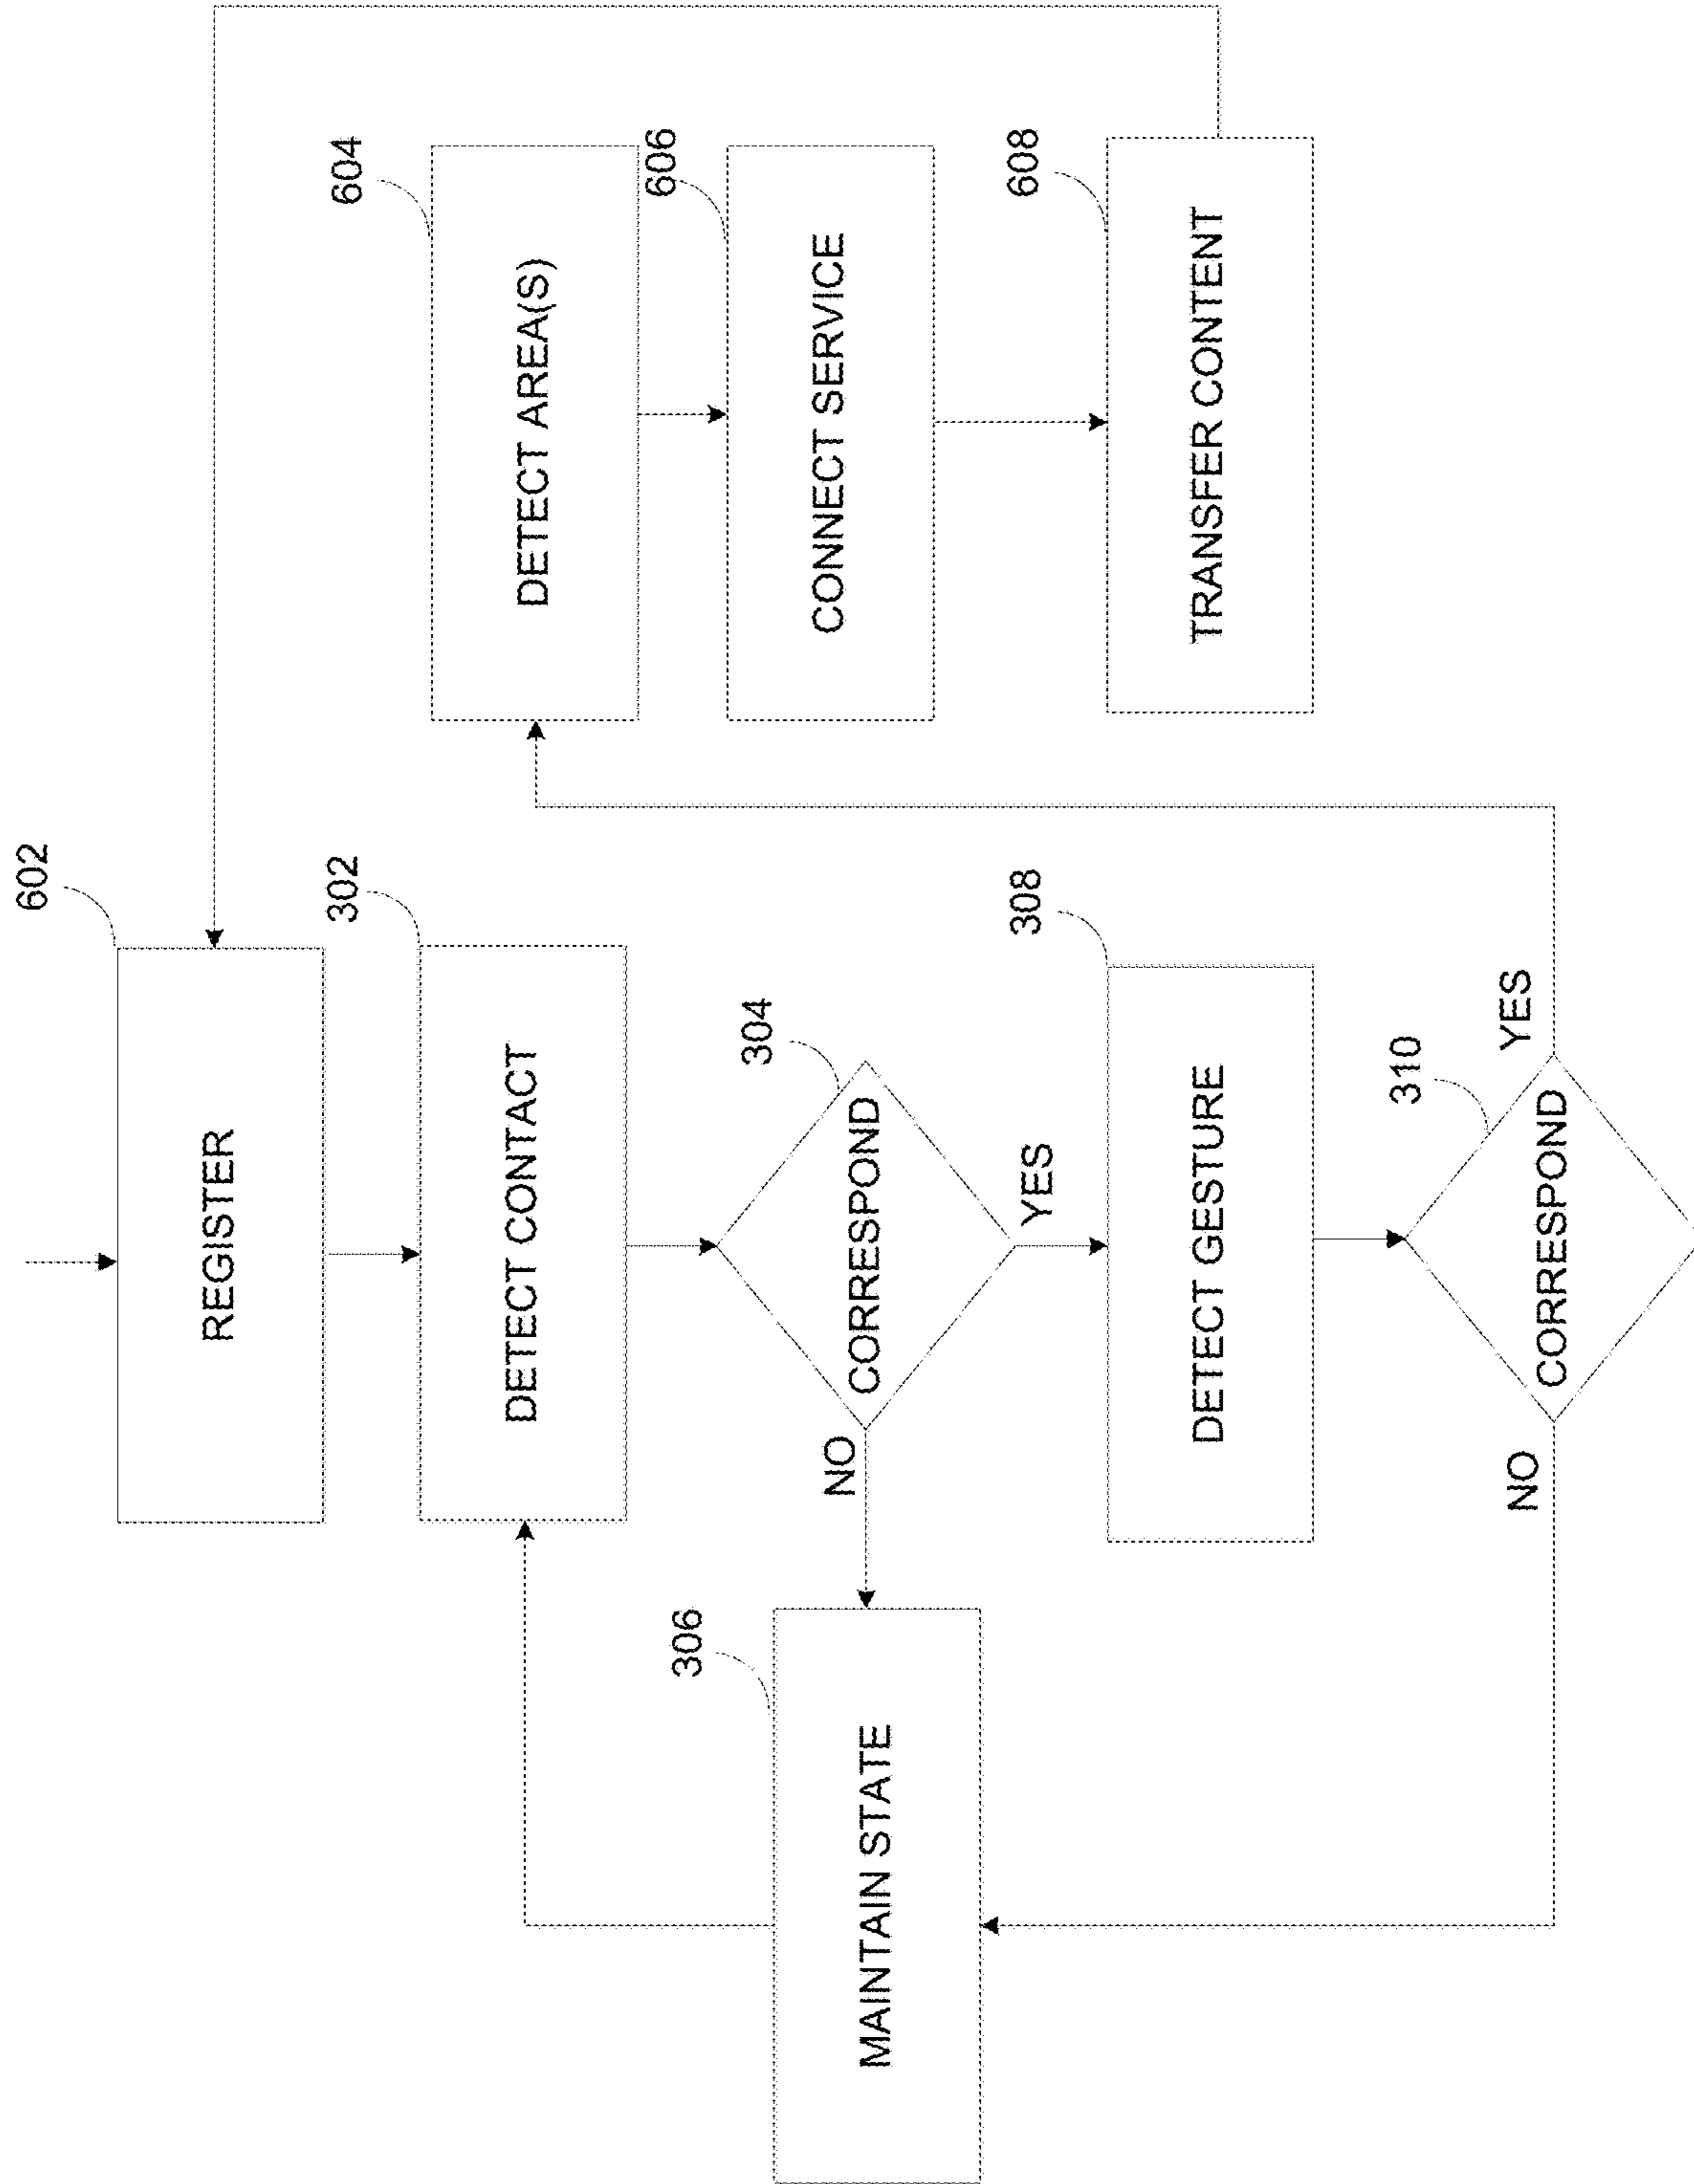 602
REGISTER
302
DETECT CONTACT
304
CORRESPOND
NO
YES
306
MAINTAIN STATE
308
DETECT GESTURE
310
CORRESPOND
NO
YES
604
DETECT AREA(S)
606
CONNECT SERVICE
608
TRANSFER CONTENT